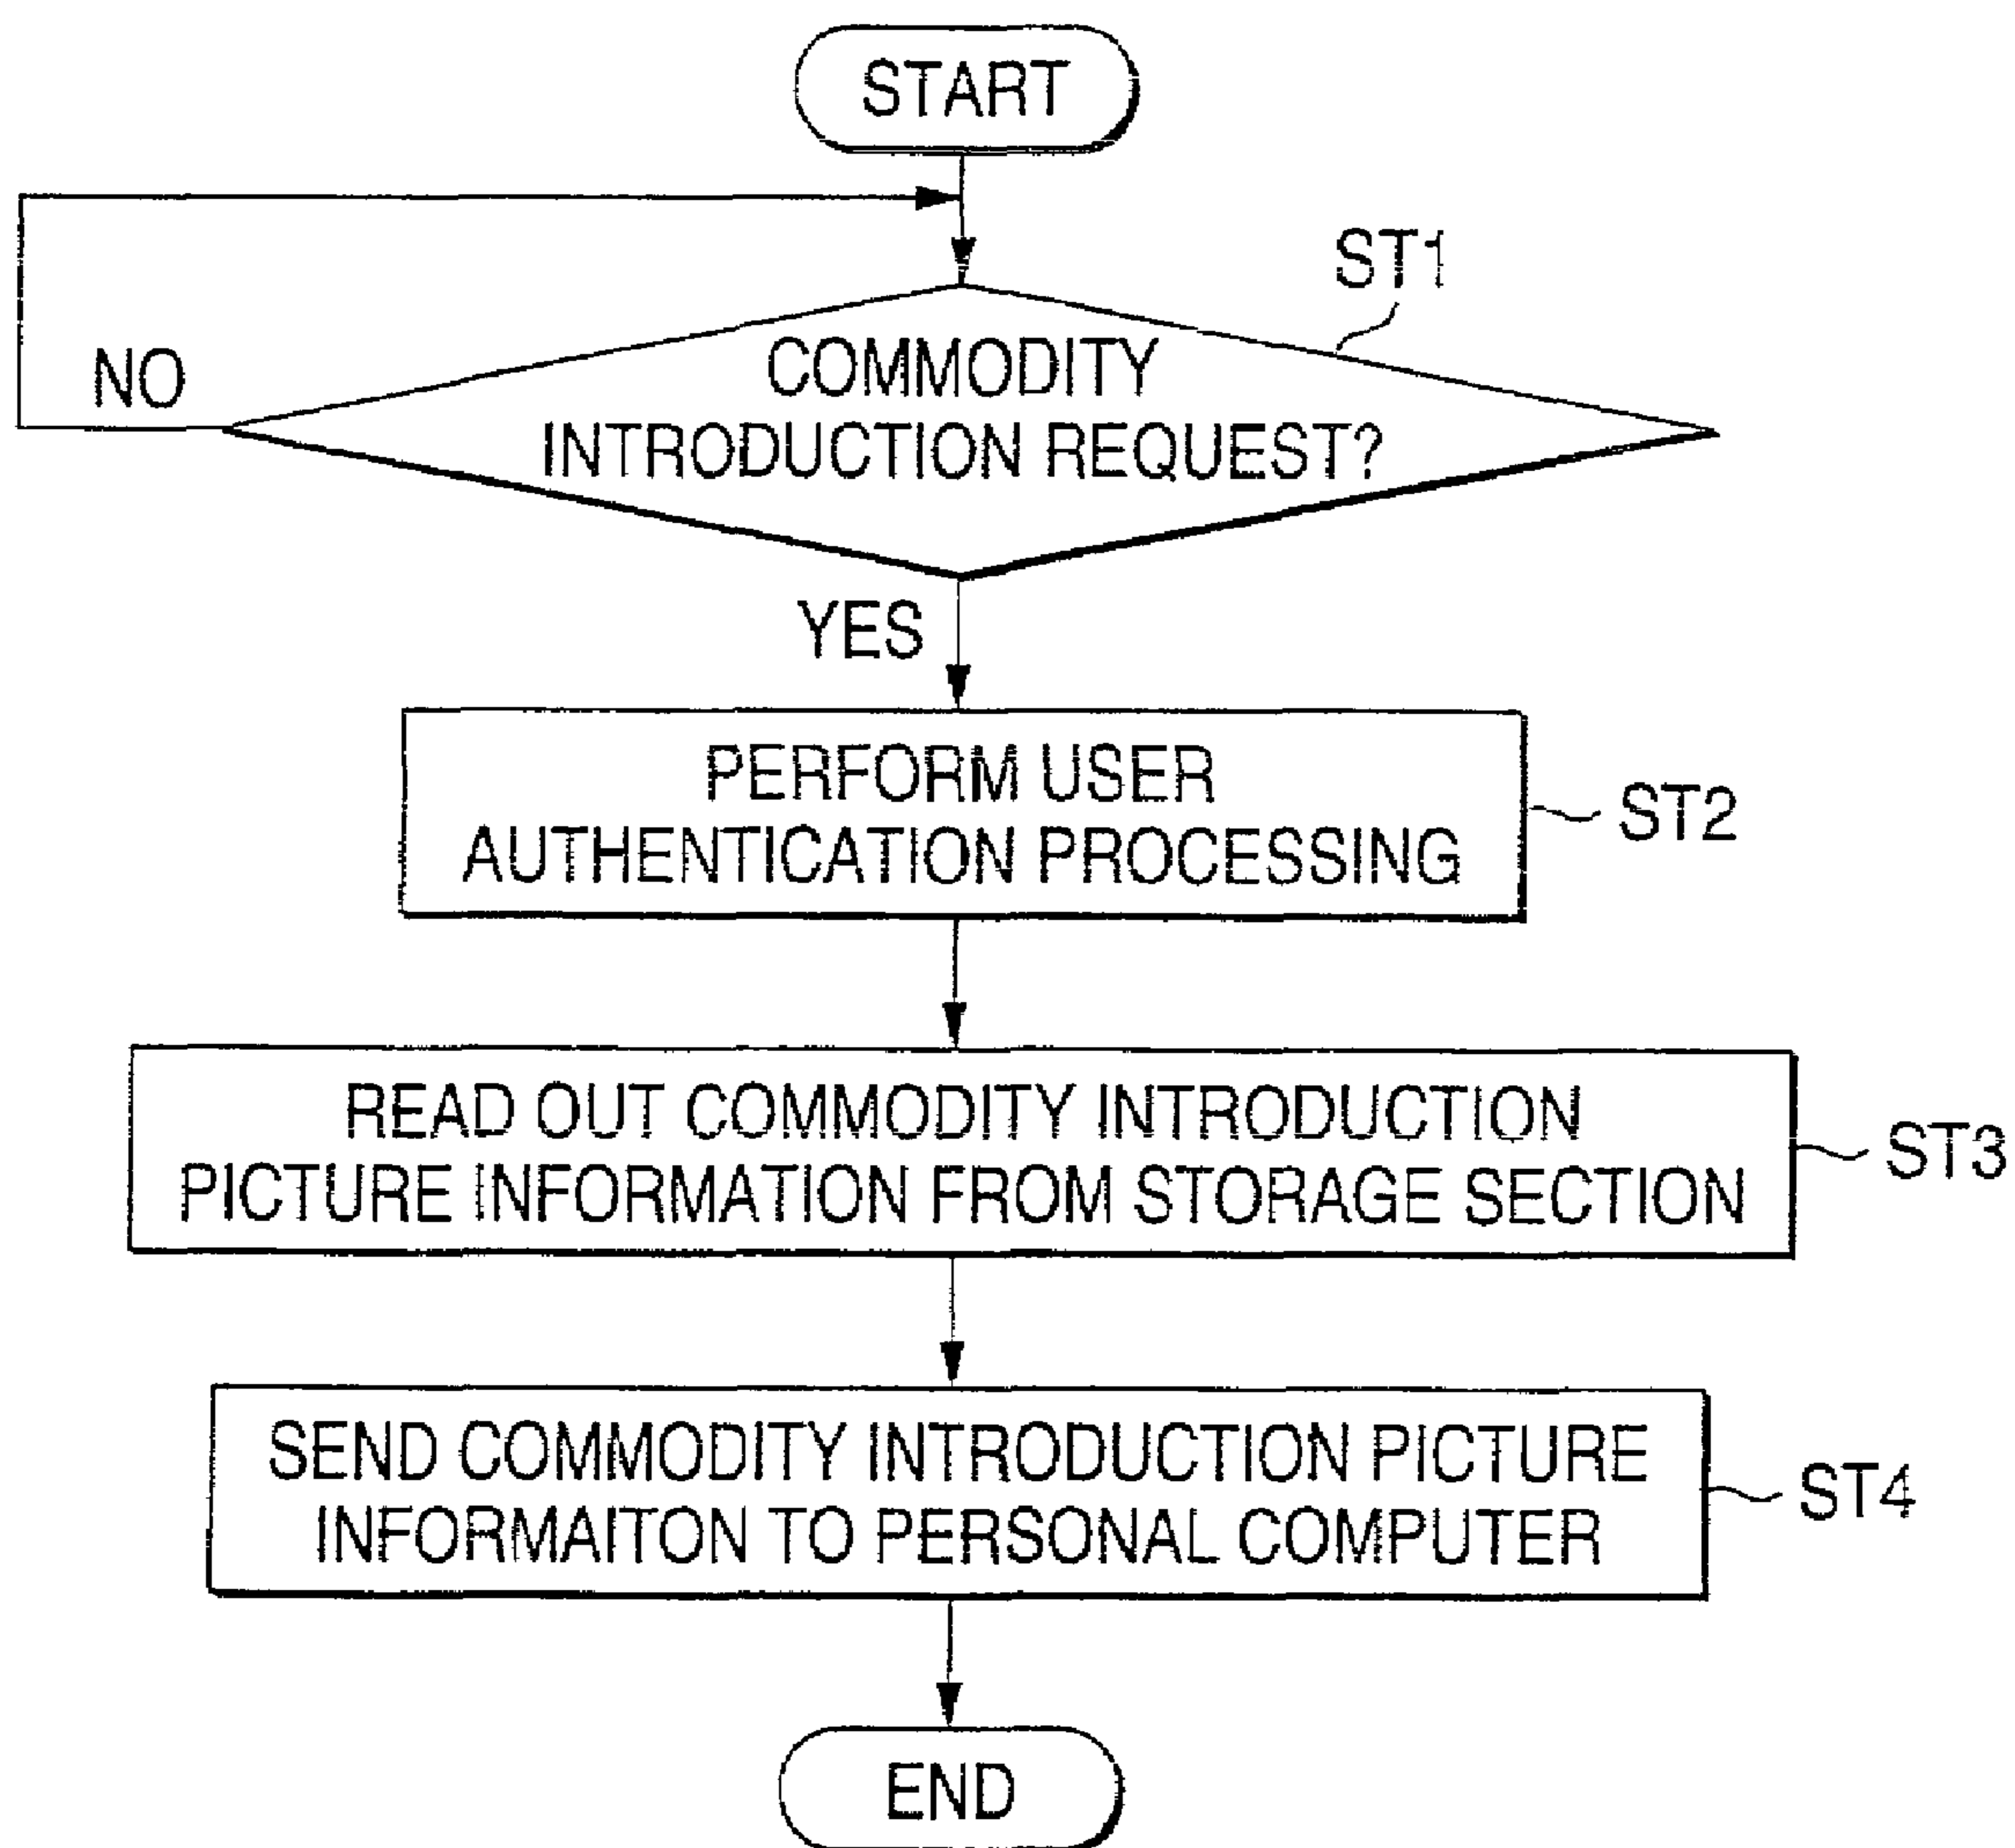 START
ST1
COMMODITY
NO
INTRODUCTION REQUEST?
YES
PERFORM USER
AUTHENTICATION PROCESSING
ST2
READ OUT COMMODITY INTRODUCTION
PICTURE INFORMATION FROM STORAGE SECTION
ST3
SEND COMMODITY INTRODUCTION PICTURE
INFORMAITON TO PERSONAL COMPUTER
ST4
END